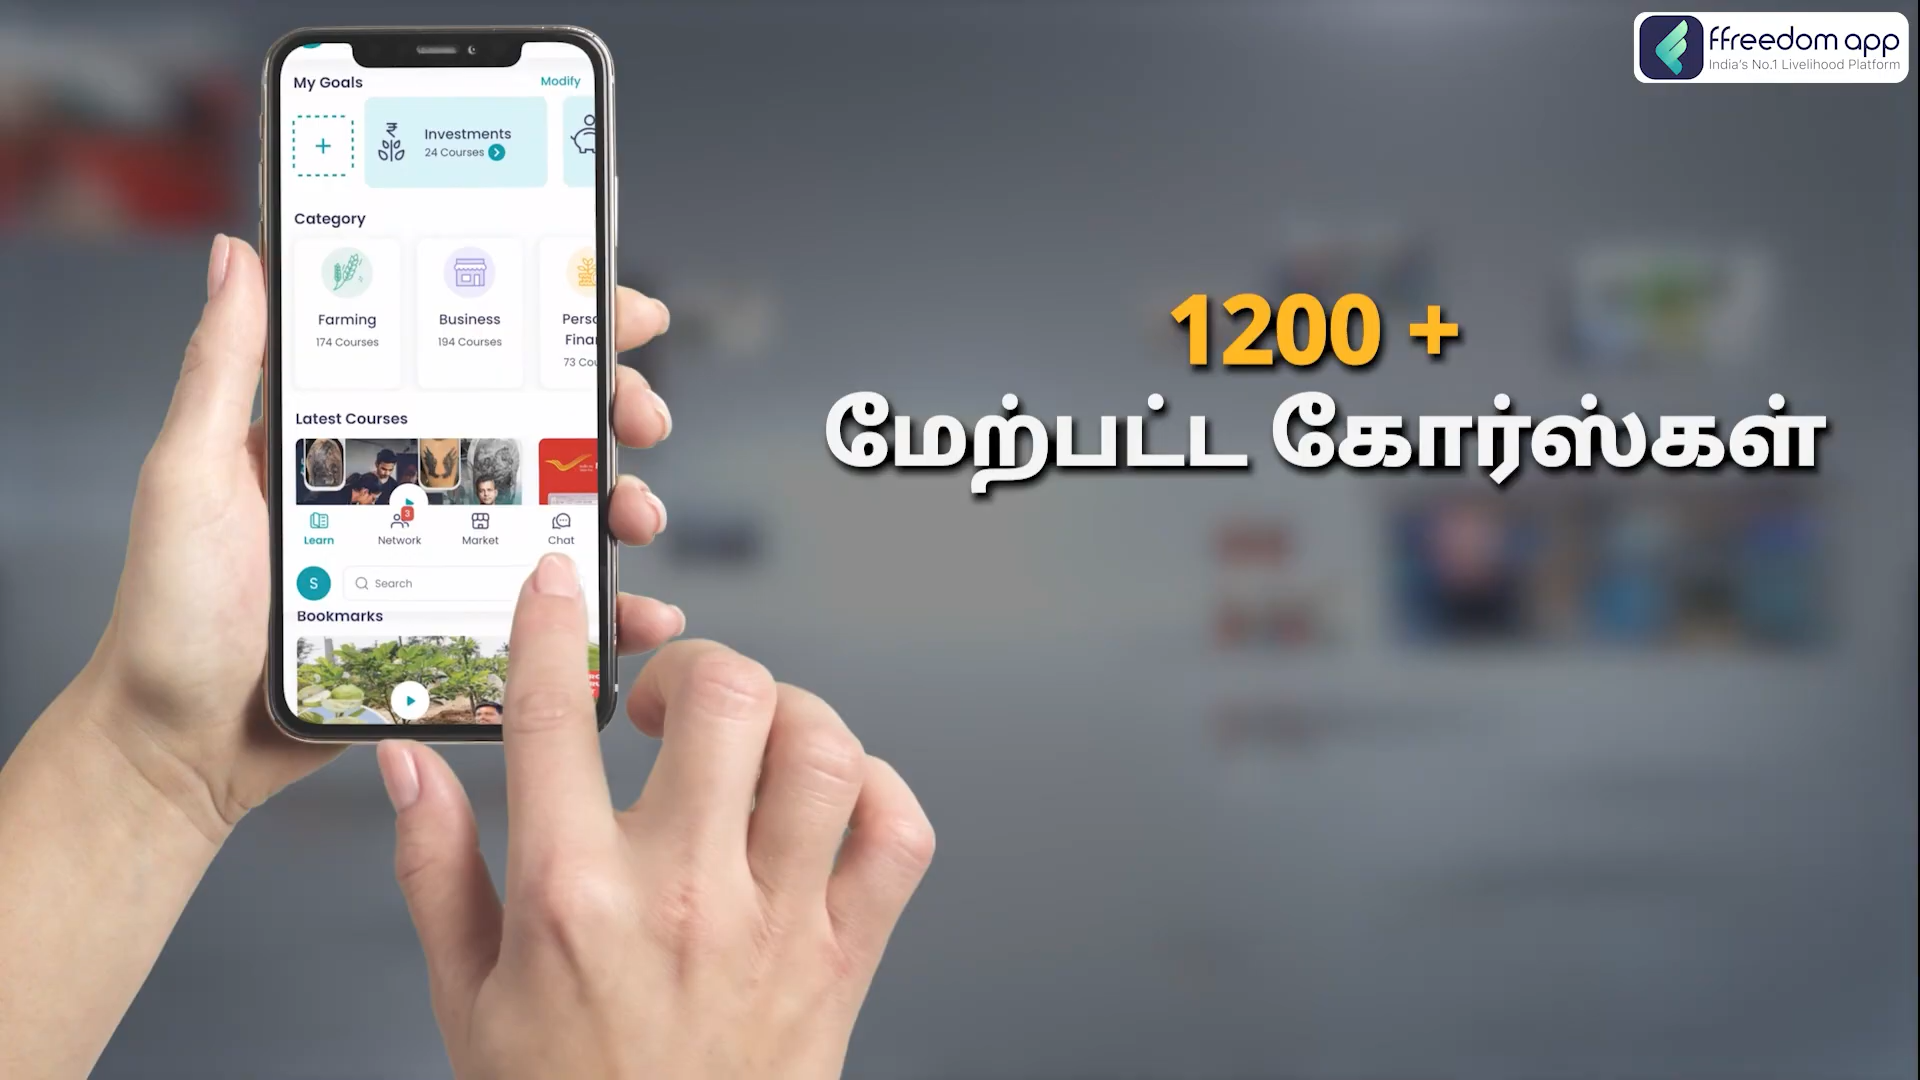 ffreedom app
India's No.1 Livelihood Platform
My Goals
Modify
Investments
24 Courses
Category
Farming
174 Courses
Business
194 Courses
Latest Courses
3
Learn
Network
Market
Chat
S
Search
Bookmarks
1200 +
மேற்பட்ட கோர்ஸ்கள்